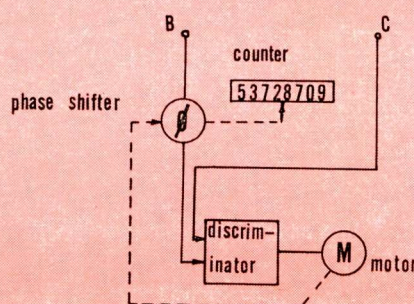 B
C
counter
53728709
phase shifter
ø
discrim-
inator
M
motor